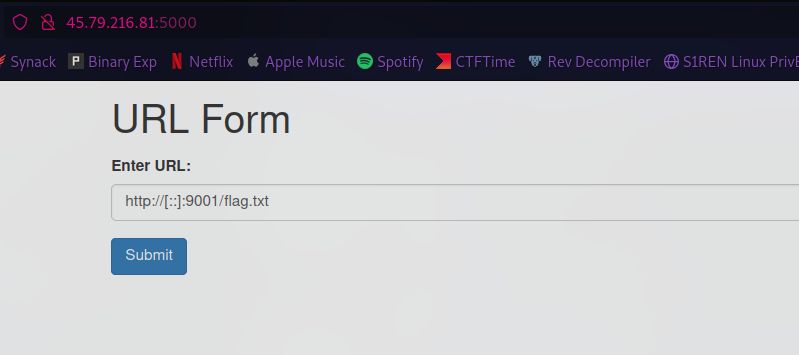 45.79.216.81:5000
Synack P Binary Exp Netflix Apple Music Spotify CTFTime Rev Decompiler S1REN Linux PrivE
URL Form
Enter URL:
http://[::]:9001/flag.txt
Submit